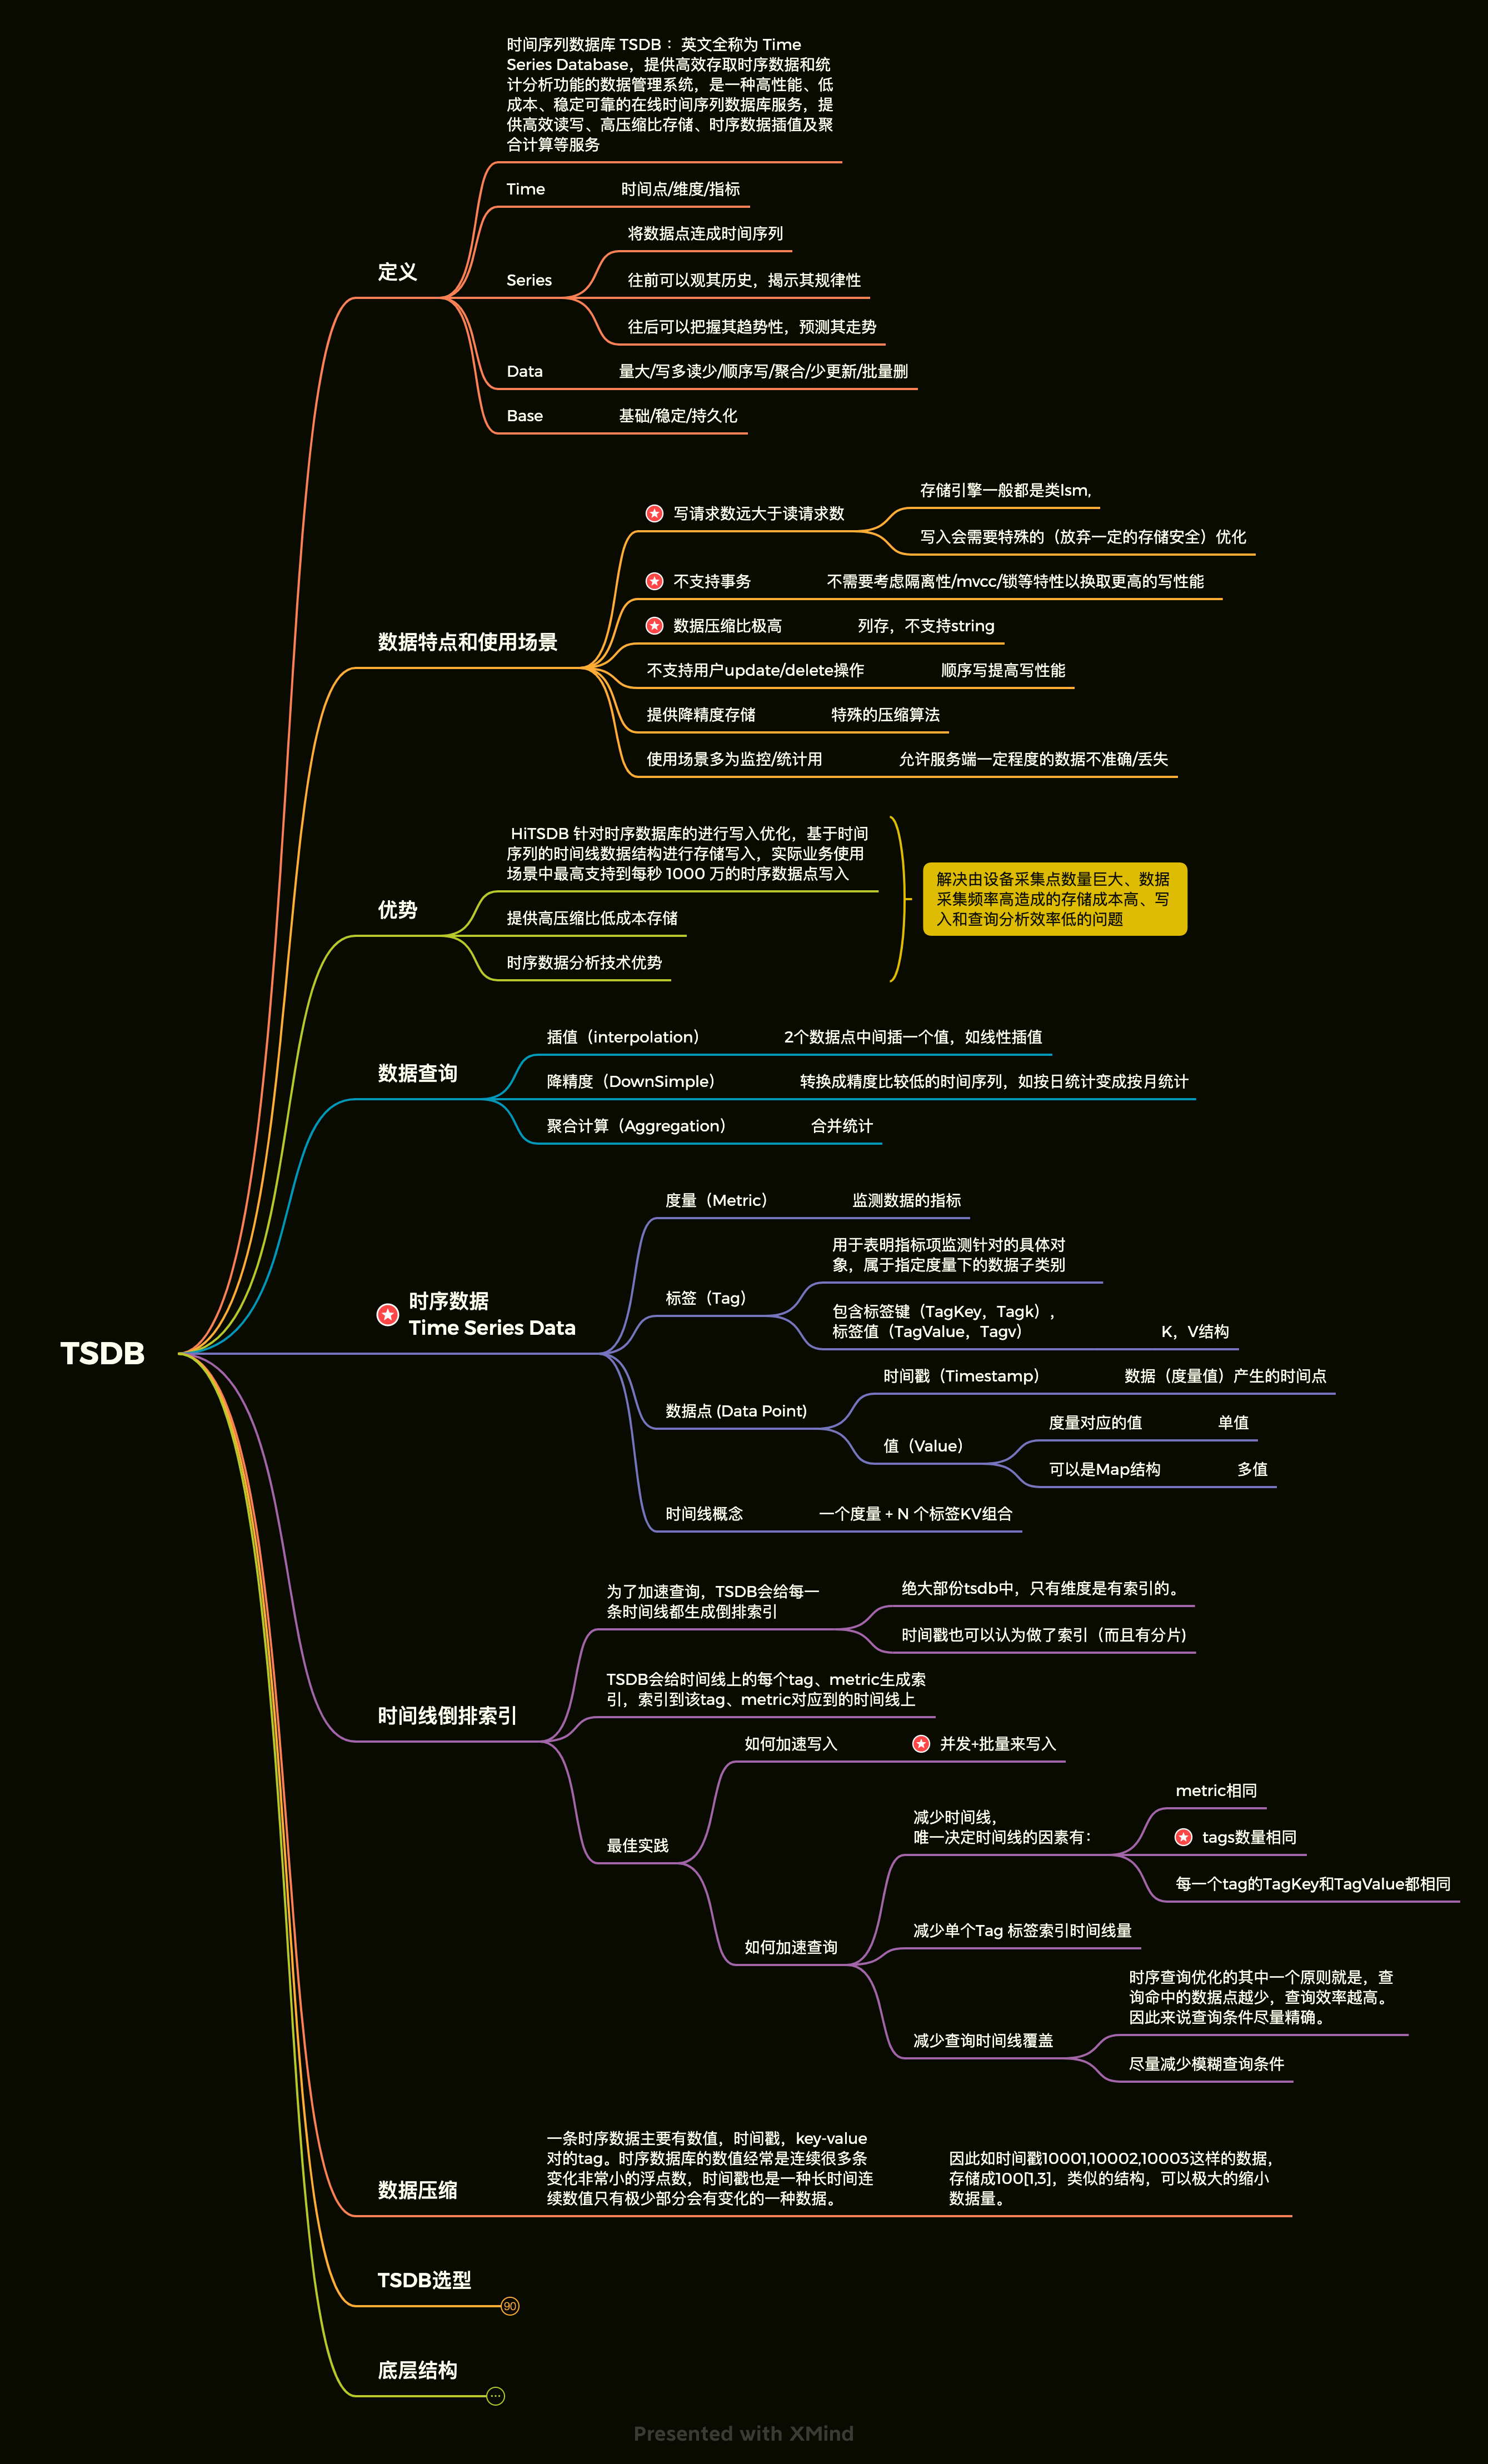 时间序列数据库 TSDB ： 英文全称为 Time
Series Database，提供高效存取时序数据和统
计分析功能的数据管理系统，是一种高性能、低
成本、稳定可靠的在线时间序列数据库服务，提
供高效读写、高压缩比存储、时序数据插值及聚
合计算等服务
Time
时间点/维度/指标
将数据点连成时间序列
定义
Series
往前可以观其历史，揭示其规律性
往后可以把握其趋势性，预测其走势
Data
量大/写多读少/顺序写/聚合/少更新/批量删
Base
基础/稳定/持久化
存储引擎一般都是类lsm,
写请求数远大于读请求数
写入会需要特殊的（放弃一定的存储安全）优化
不支持事务
不需要考虑隔离性/mvcc/锁等特性以换取更高的写性能
数据压缩比极高
列存，不支持string
数据特点和使用场景
不支持用户update/delete操作
顺序写提高写性能
提供降精度存储
特殊的压缩算法
使用场景多为监控/统计用
允许服务端一定程度的数据不准确/丢失
HiTSDB 针对时序数据库的进行写入优化，基于时间
序列的时间线数据结构进行存储写入，实际业务使用
场景中最高支持到每秒 1000 万的时序数据点写入
优势
提供高压缩比低成本存储
时序数据分析技术优势
解决由设备采集点数量巨大、数据
采集频率高造成的存储成本高、写
入和查询分析效率低的问题
插值（interpolation）
2个数据点中间插一个值，如线性插值
数据查询
降精度（DownSimple）
转换成精度比较低的时间序列，如按日统计变成按月统计
聚合计算（Aggregation）
合并统计
度量（Metric）
监测数据的指标
用于表明指标项监测针对的具体对
象，属于指定度量下的数据子类别
标签（Tag）
包含标签键（TagKey，Tagk），
标签值（TagValue，Tagv）
K，V结构
时序数据
Time Series Data
TSDB
时间戳（Timestamp）
数据（度量值）产生的时间点
数据点 (Data Point)
度量对应的值
单值
值（Value）
可以是Map结构
多值
时间线概念
一个度量 + N 个标签KV组合
为了加速查询，TSDB会给每一
条时间线都生成倒排索引
绝大部份tsdb中，只有维度是有索引的。
时间戳也可以认为做了索引（而且有分片)
TSDB会给时间线上的每个tag、metric生成索
引，索引到该tag、metric对应到的时间线上
时间线倒排索引
如何加速写入
并发+批量来写入
最佳实践
减少时间线，
唯一决定时间线的因素有：
metric相同
tags数量相同
每一个tag的TagKey和TagValue都相同
如何加速查询
减少单个Tag 标签索引时间线量
时序查询优化的其中一个原则就是，查
询命中的数据点越少，查询效率越高。
因此来说查询条件尽量精确。
减少查询时间线覆盖
尽量减少模糊查询条件
数据压缩
一条时序数据主要有数值，时间戳，key-value
对的tag。时序数据库的数值经常是连续很多条
变化非常小的浮点数，时间戳也是一种长时间连
续数值只有极少部分会有变化的一种数据。
因此如时间戳10001,10002,10003这样的数据，
存储成100[1,3]，类似的结构，可以极大的缩小
数据量。
TSDB选型
90
底层结构
Presented with XMind